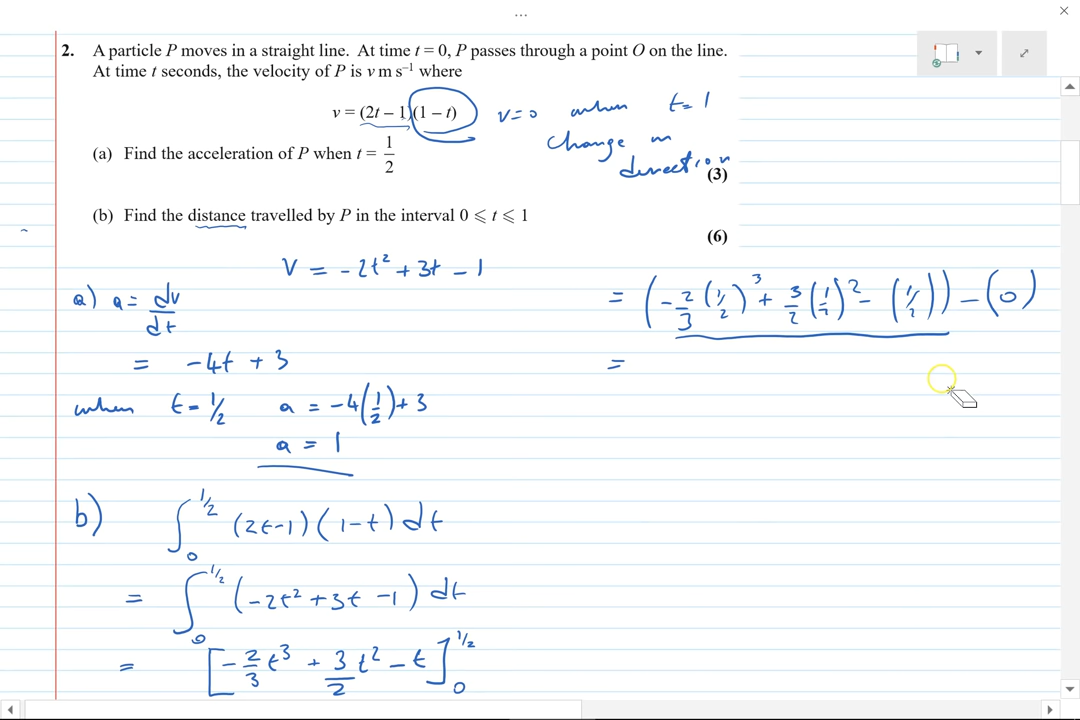 2. A particle P moves in a straight line. At time t = 0, P passes through a point O on the line.
At time t seconds, the velocity of P is v m s⁻¹ where
v = (2t – 1)(1 – t)
v=0 when t=1
change in
direction
(a) Find the acceleration of P when t = 1/2
(3)
(b) Find the distance travelled by P in the interval 0 ⩽ t ⩽ 1
(6)
V = -2t² + 3t - 1
a) a = dv/dt
= -4t + 3
when t = 1/2 a = -4(1/2) + 3
a = 1
b) ∫₀^1/2 (2t-1)(1-t) dt
= ∫₀^1/2 (-2t² + 3t - 1) dt
= [-2/3 t³ + 3/2 t² - t]₀^1/2
= (-2/3 (1/2)³ + 3/2 (1/2)² - (1/2)) - (0)
=